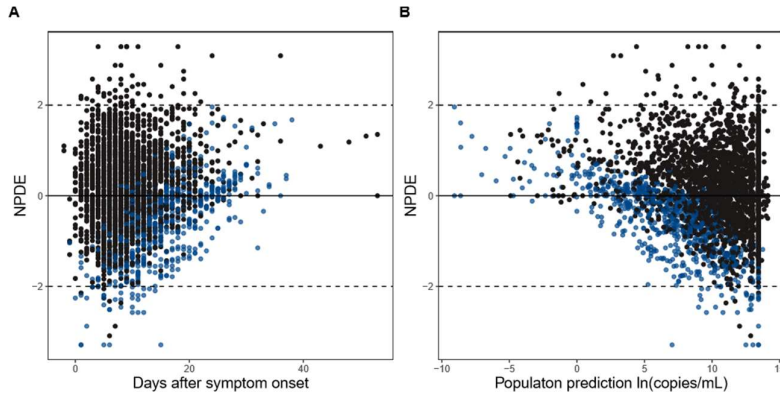 A
B
NPDE
2
0
−2
0
20
40
Days after symptom onset
NPDE
2
0
−2
−10
−5
0
5
10
15
Populaton prediction ln(copies/mL)